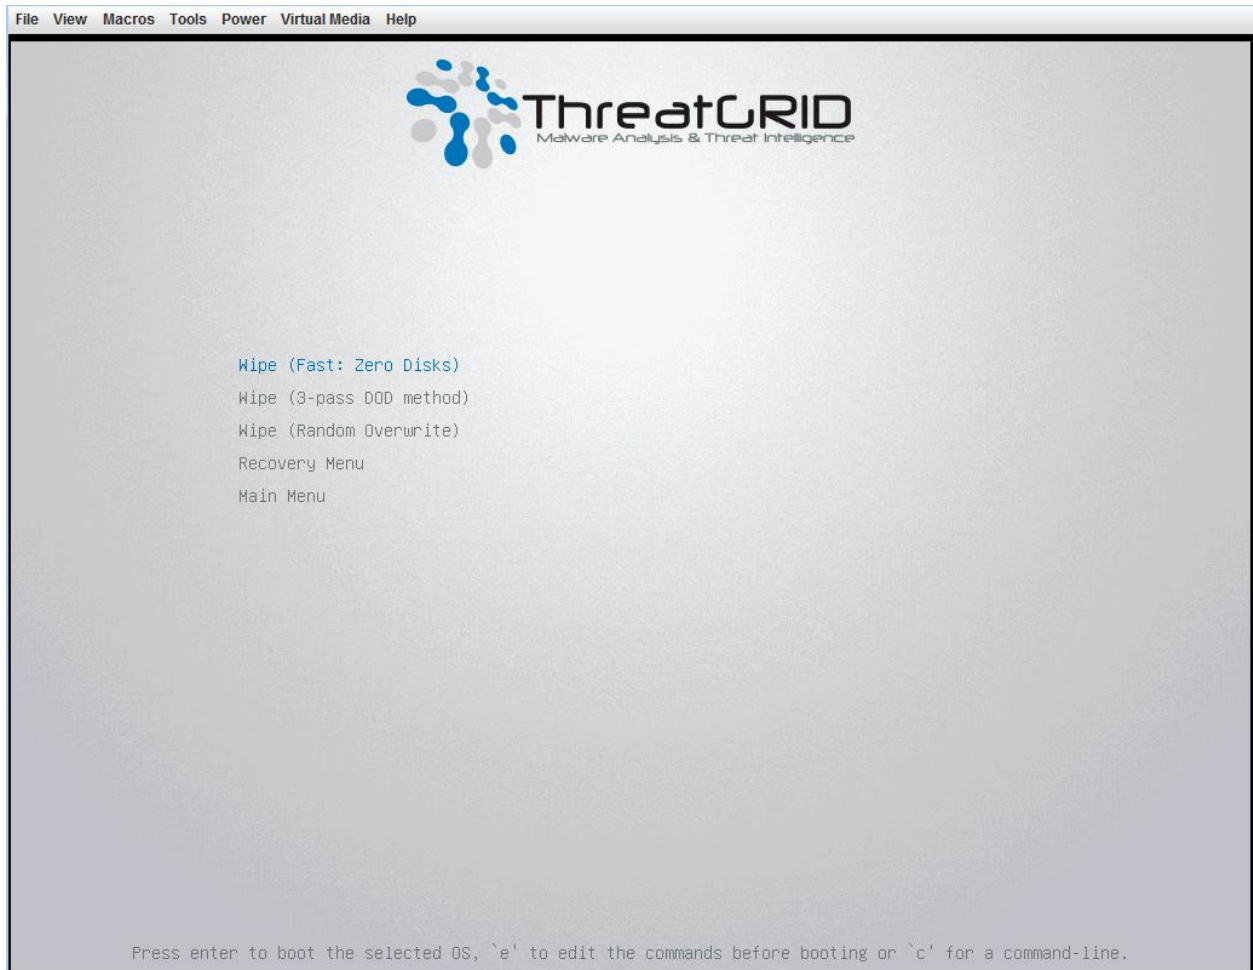 File View Macros Tools Power Virtual Media Help
ThreatGRID
Malware Analysis & Threat Intelligence
Wipe (Fast: Zero Disks)
Wipe (3-pass DOD method)
Wipe (Random Overwrite)
Recovery Menu
Main Menu
Press enter to boot the selected OS, `e' to edit the commands before booting or `c' for a command-line.